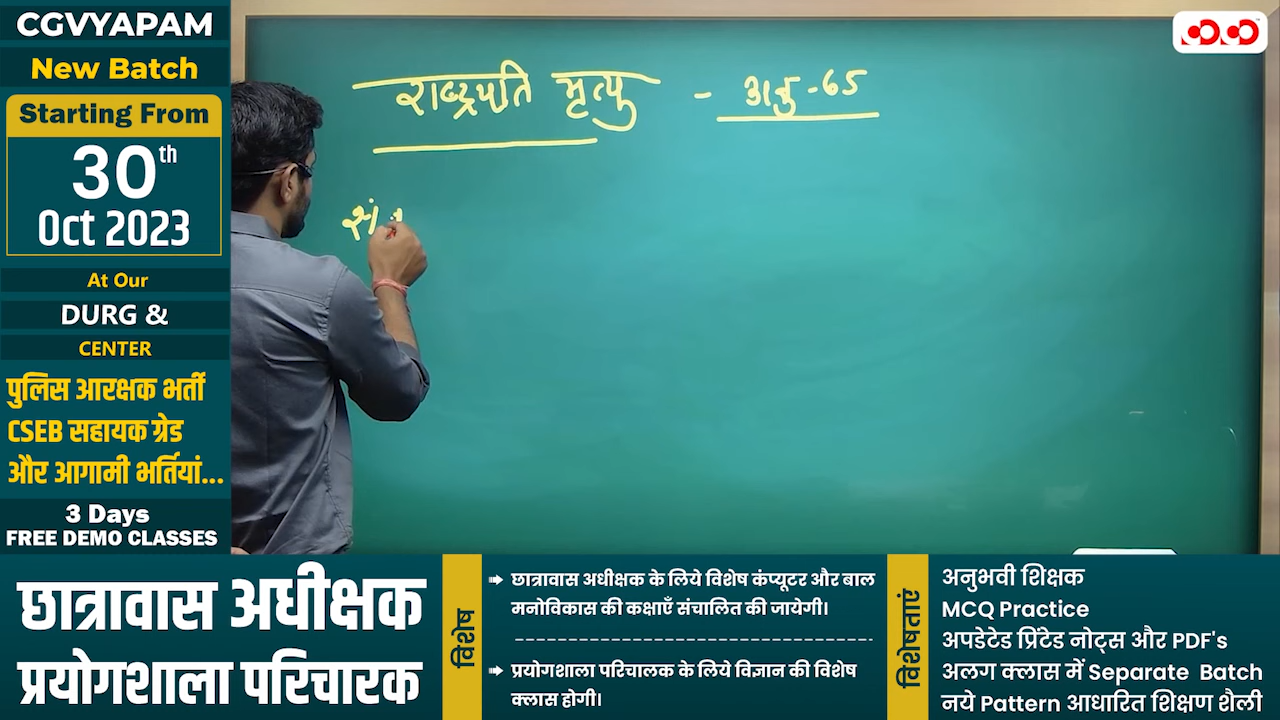 CGVYAPAM
New Batch
Starting From
30th
Oct 2023
At Our
DURG &
CENTER
पुलिस आरक्षक भर्ती
CSEB सहायक ग्रेड
और आगामी भर्तियां...
3 Days
FREE DEMO CLASSES
राष्ट्रपति मृत्यु - अनु-65
सं
छात्रावास अधीक्षक
प्रयोगशाला परिचारक
विशेष
छात्रावास अधीक्षक के लिये विशेष कंप्यूटर और बाल
मनोविकास की कक्षाएँ संचालित की जायेगी।
प्रयोगशाला परिचालक के लिये विज्ञान की विशेष
क्लास होगी।
विशेषताएं
अनुभवी शिक्षक
MCQ Practice
अपडेटेड प्रिंटेड नोट्स और PDF's
अलग क्लास में Separate Batch
नये Pattern आधारित शिक्षण शैली